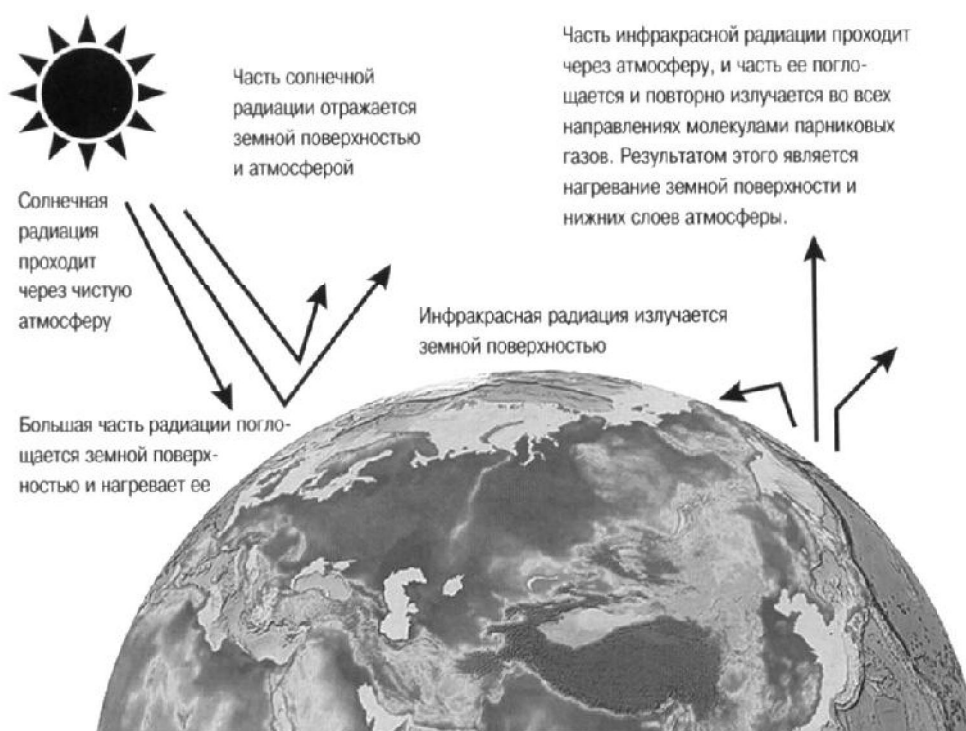 Часть солнечной
радиации отражается
земной поверхностью
и атмосферой
Часть инфракрасной радиации проходит
через атмосферу, и часть ее погло-
щается и повторно излучается во всех
направлениях молекулами парниковых
газов. Результатом этого является
нагревание земной поверхности и
нижних слоев атмосферы.
Солнечная
радиация
проходит
через чистую
атмосферу
Инфракрасная радиация излучается
земной поверхностью
Большая часть радиации погло-
щается земной поверх-
ностью и нагревает ее